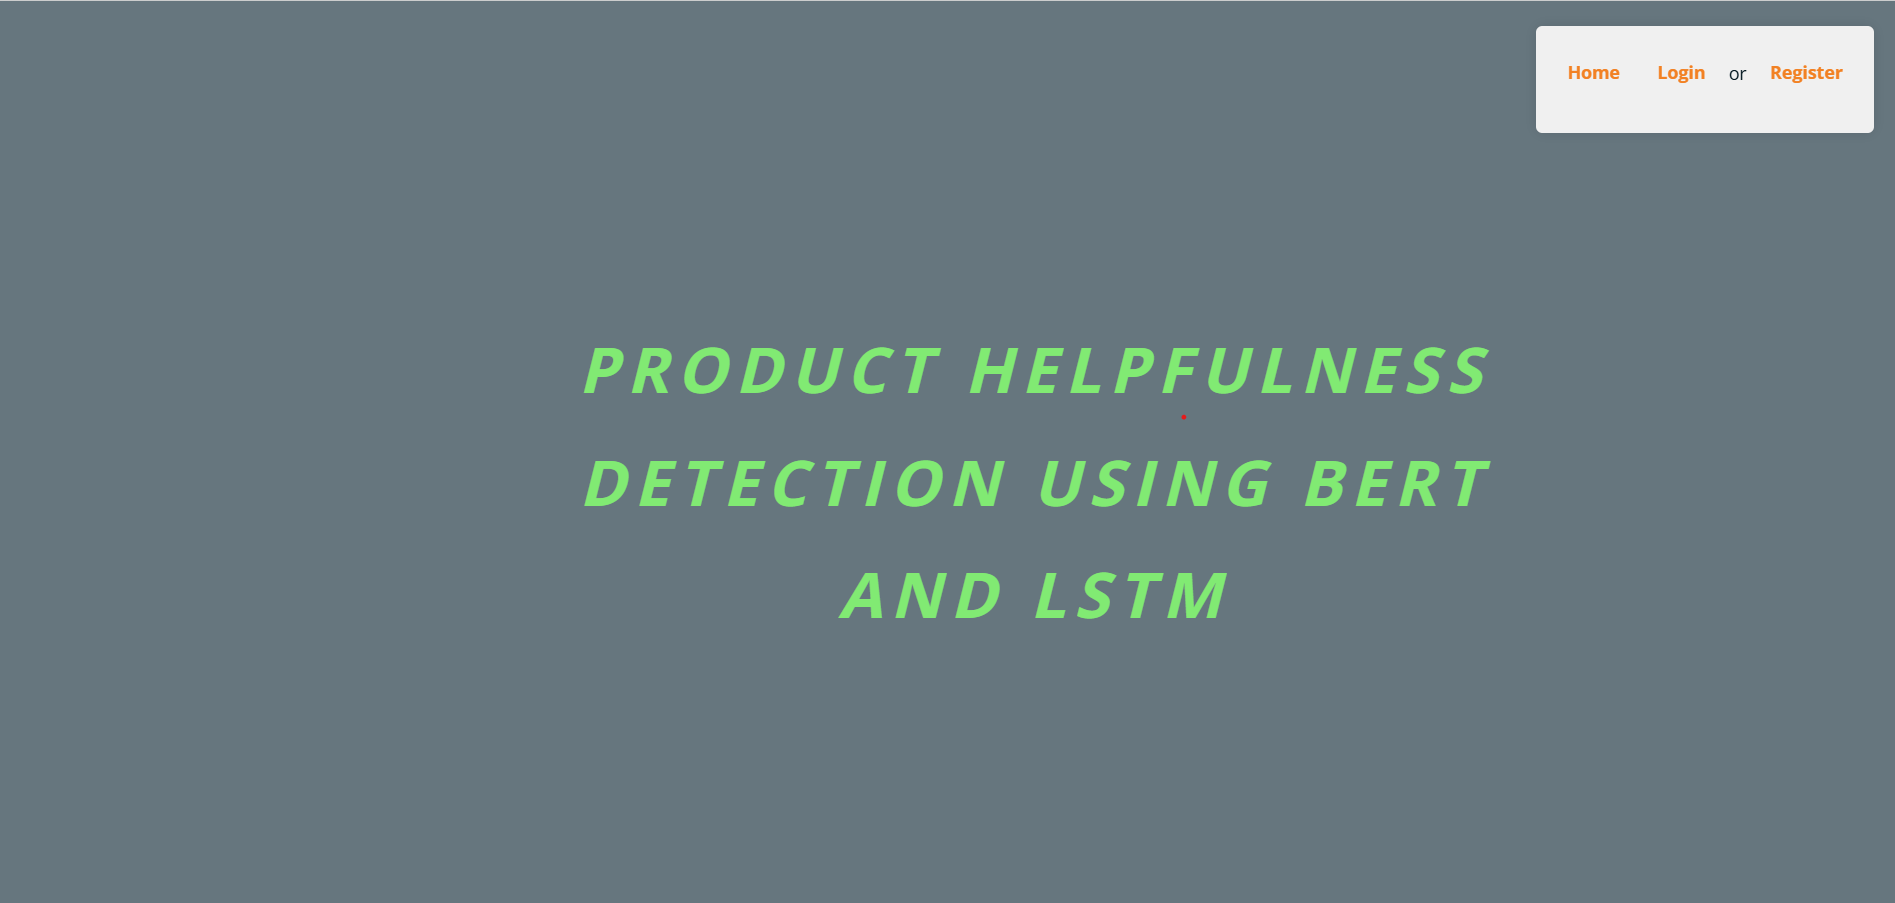 Home Login or Register
PRODUCT HELPFULNESS
DETECTION USING BERT
AND LSTM